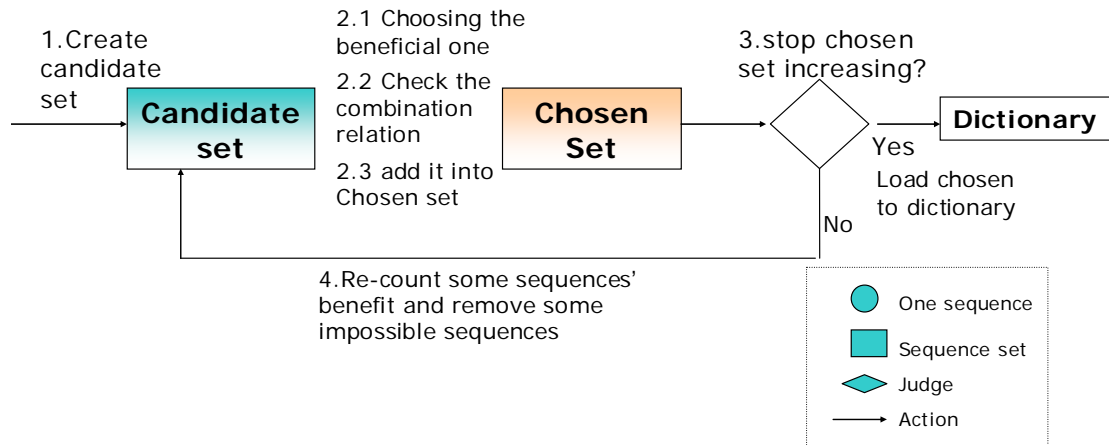 1.Create
candidate
set
Candidate
set
2.1 Choosing the
beneficial one
2.2 Check the
combination
relation
2.3 add it into
Chosen set
Chosen
Set
3.stop chosen
set increasing?
Yes
Dictionary
Load chosen
to dictionary
No
4.Re-count some sequences’
benefit and remove some
impossible sequences
One sequence
Sequence set
Judge
Action